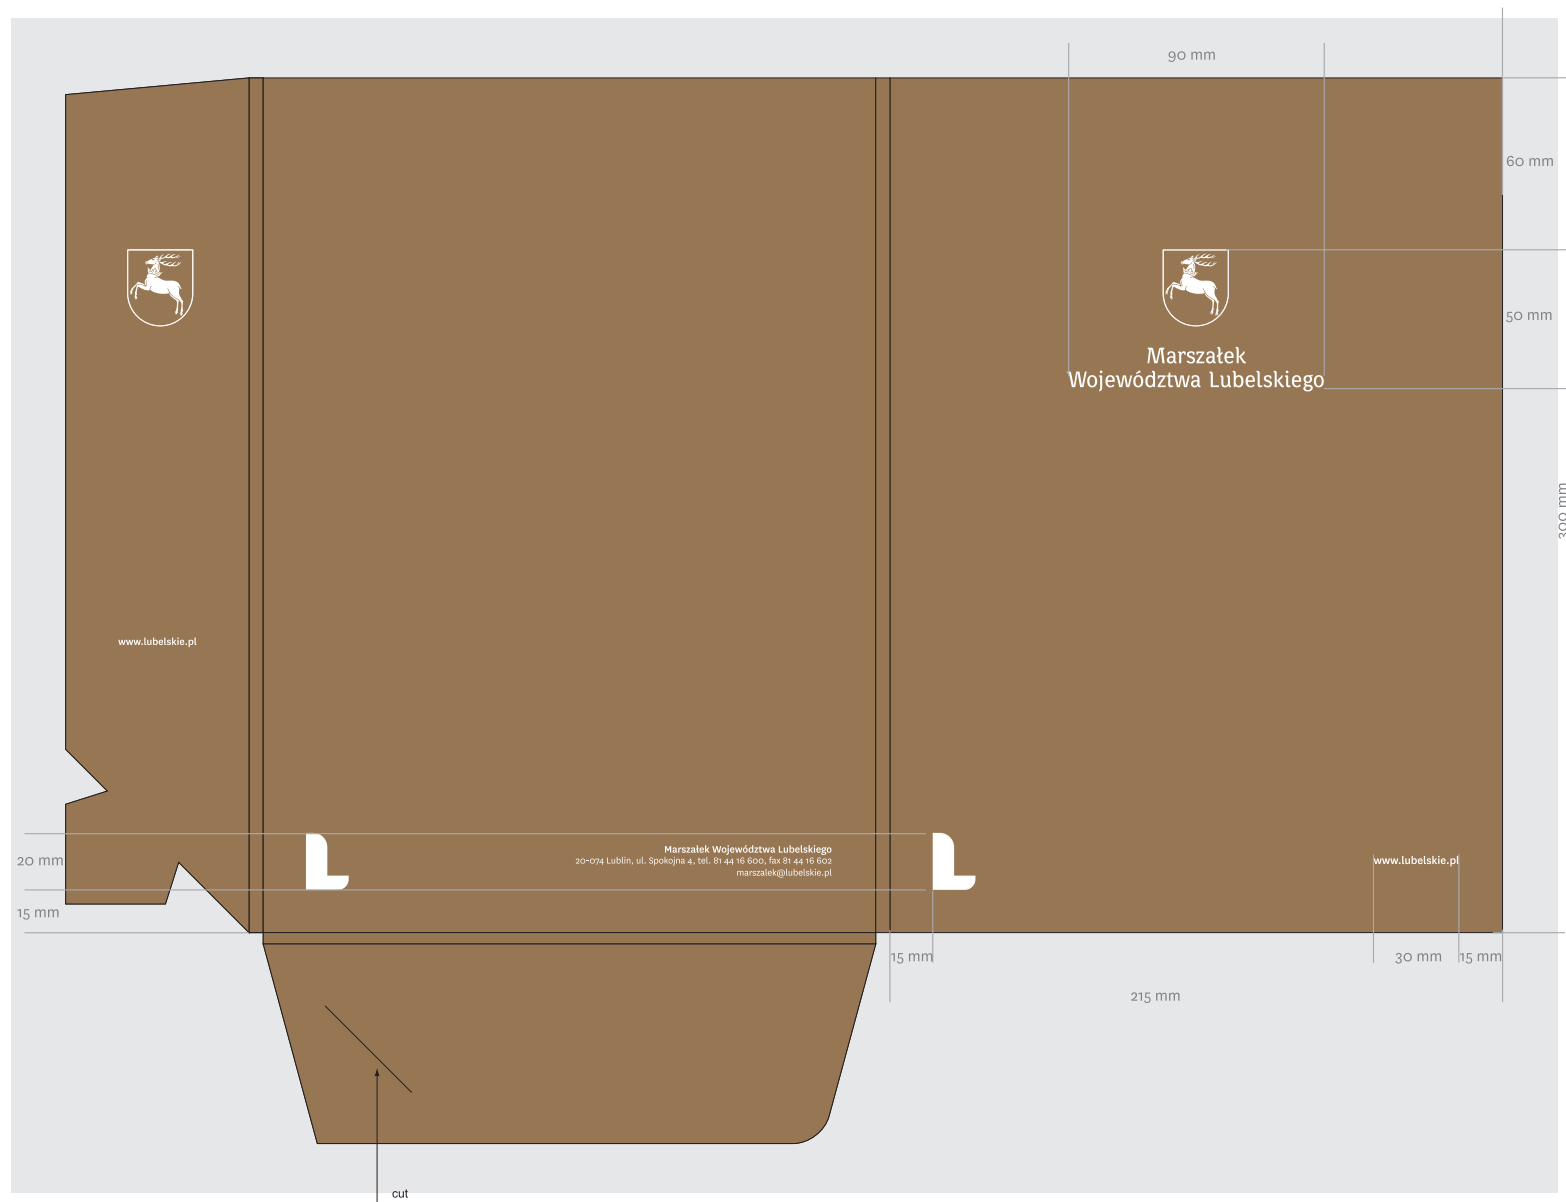 90 mm
60 mm
50 mm
Marszałek
Województwa Lubelskiego
300 mm
www.lubelskie.pl
20 mm
Marszałek Województwa Lubelskiego
20-074 Lublin, ul. Spokojna 4, tel. 81 44 16 600, fax 81 44 16 602
marszalek@lubelskie.pl
www.lubelskie.pl
15 mm
15 mm
30 mm
15 mm
215 mm
cut